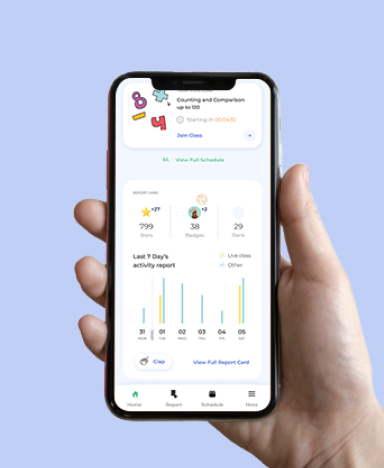 Counting and Comparison
up to 120
Starting in 00:04:32
Join Class
View Full Schedule
REPORT CARD
+27
+2
799
38
29
Stars
Badges
Rank
Last 7 Day's
activity report
Live class
Other
31 01 02 03 04 05
MON TUE WED THU FRI SAT
Clap
View Full Report Card
Home
Report
Schedule
More